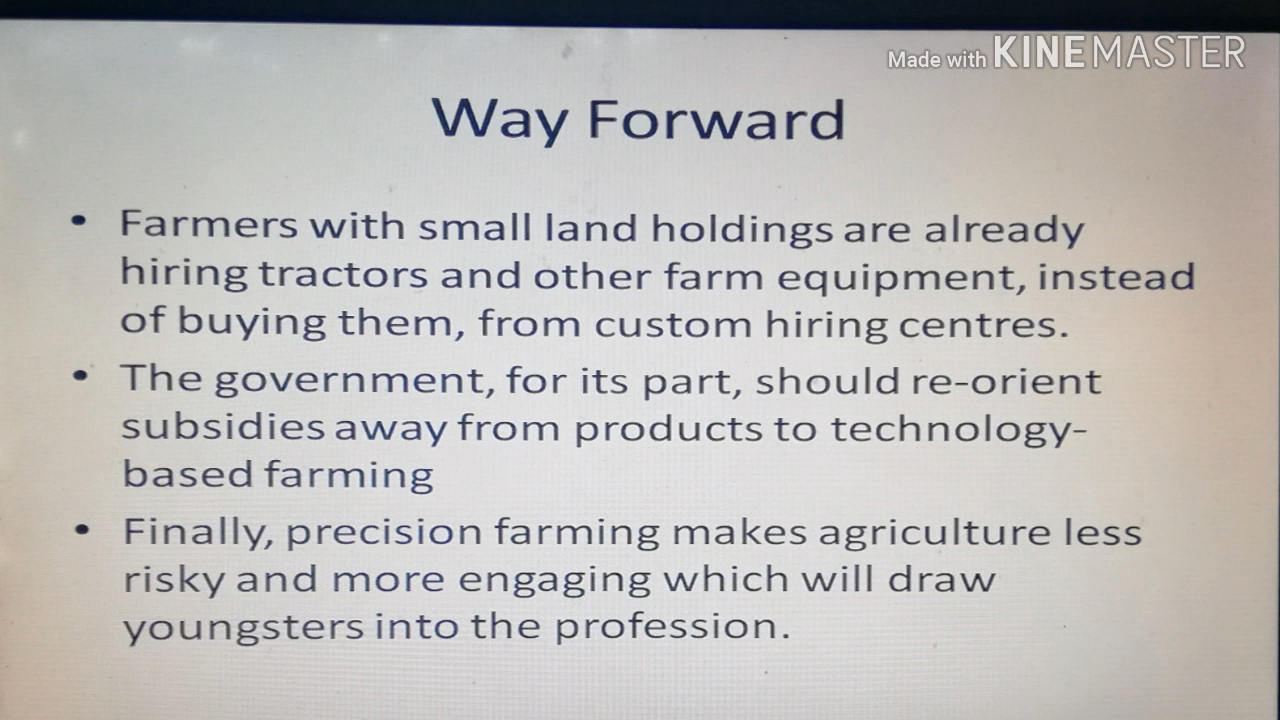 Made with KINEMASTER
Way Forward
• Farmers with small land holdings are already
hiring tractors and other farm equipment, instead
of buying them, from custom hiring centres.
• The government, for its part, should re-orient
subsidies away from products to technology-
based farming
• Finally, precision farming makes agriculture less
risky and more engaging which will draw
youngsters into the profession.